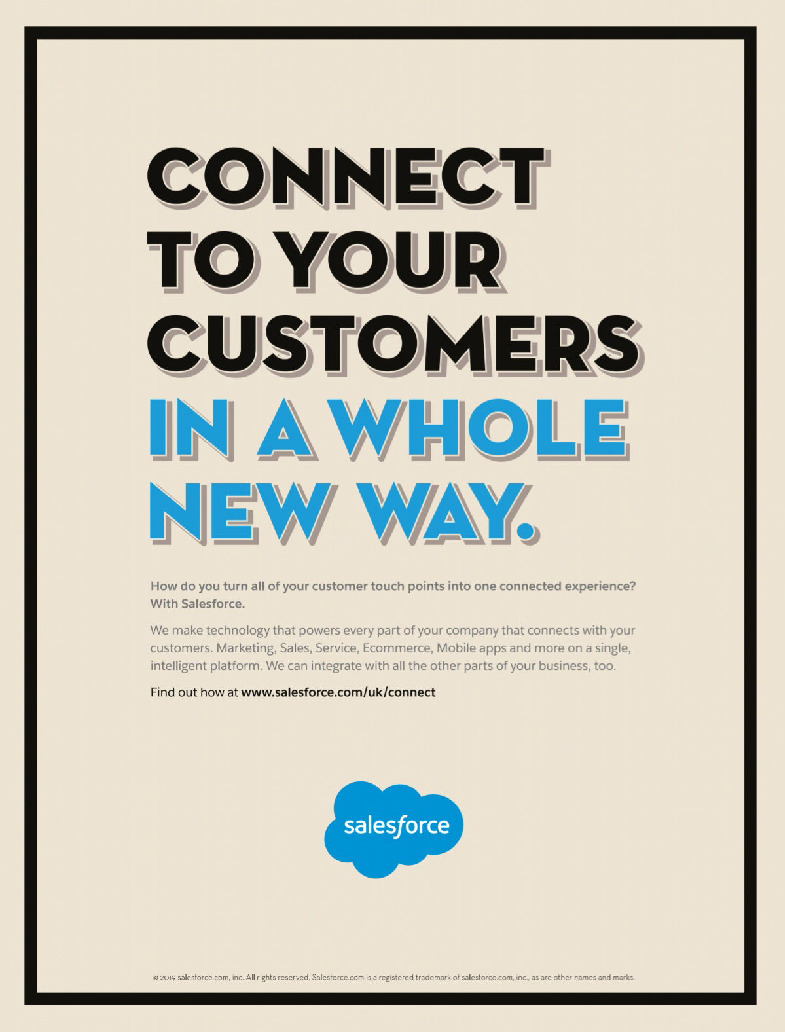 CONNECT
TO YOUR
CUSTOMERS
IN A WHOLE
NEW WAY.
How do you turn all of your customer touch points into one connected experience?
With Salesforce.
We make technology that powers every part of your company that connects with your
customers. Marketing, Sales, Service, Ecommerce, Mobile apps and more on a single,
intelligent platform. We can integrate with all the other parts of your business, too.
Find out how at www.salesforce.com/uk/connect
salesforce
© 2019 salesforce.com, inc. All rights reserved. Salesforce.com is a registered trademark of salesforce.com, inc., as are other names and marks.